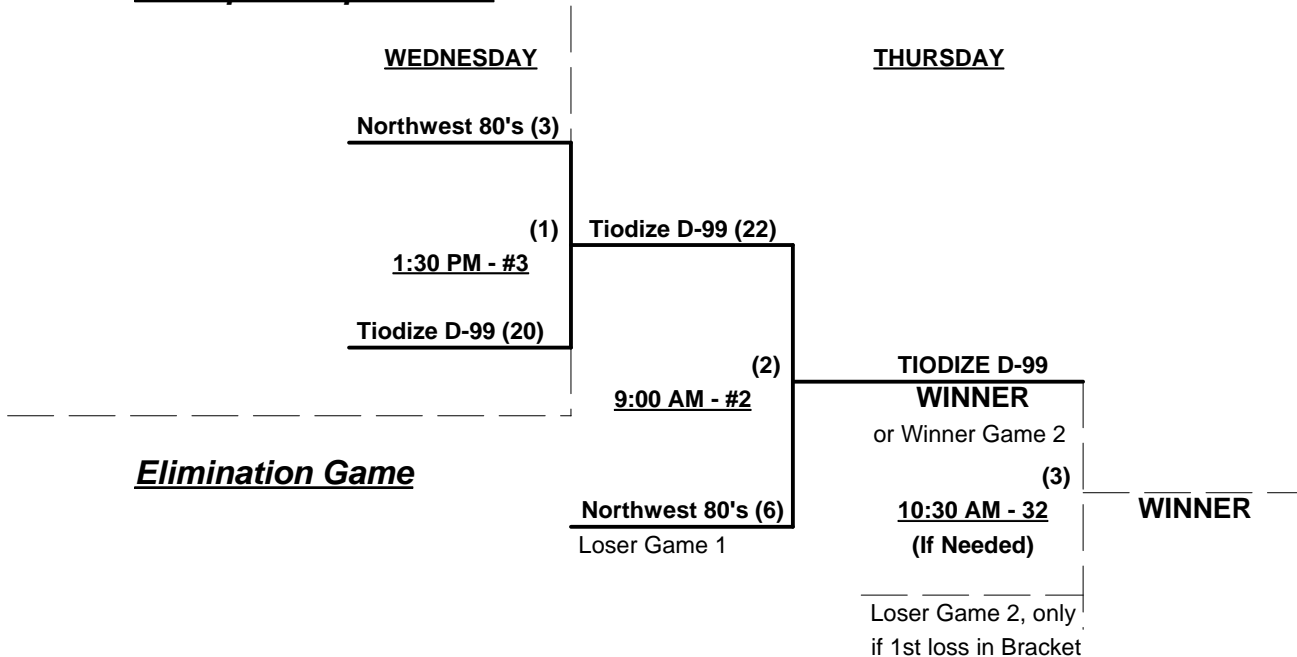 WEDNESDAY
THURSDAY
Northwest 80's (3)
(1)
Tiodize D-99 (22)
1:30 PM - #3
Tiodize D-99 (20)
(2)
TIODIZE D-99
9:00 AM - #2
WINNER
or Winner Game 2
Elimination Game
(3)
Northwest 80's (6)
10:30 AM - 32
WINNER
Loser Game 1
(If Needed)
Loser Game 2, only
if 1st loss in Bracket